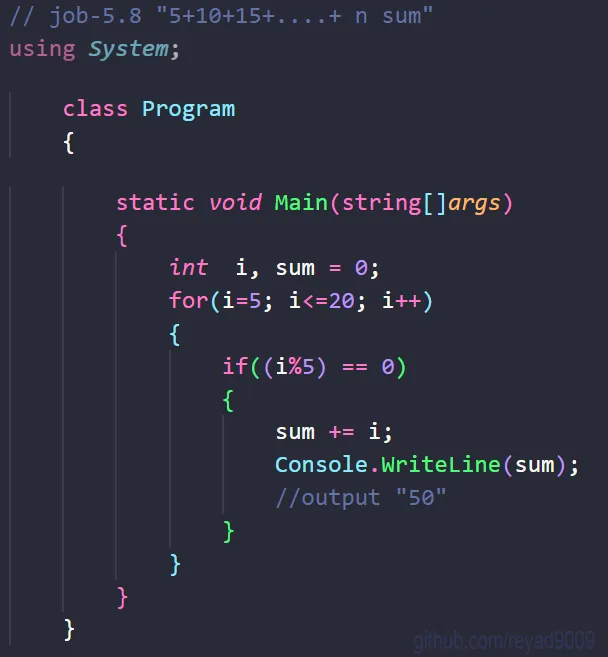 // job-5.8 "5+10+15+....+ n sum"
using System;
class Program
{
static void Main(string[]args)
{
int  i, sum = 0;
for(i=5; i<=20; i++)
{
if((i%5) == 0)
{
sum += i;
Console.WriteLine(sum);
//output "50"
}
}
}
}
github.com/reyad9009